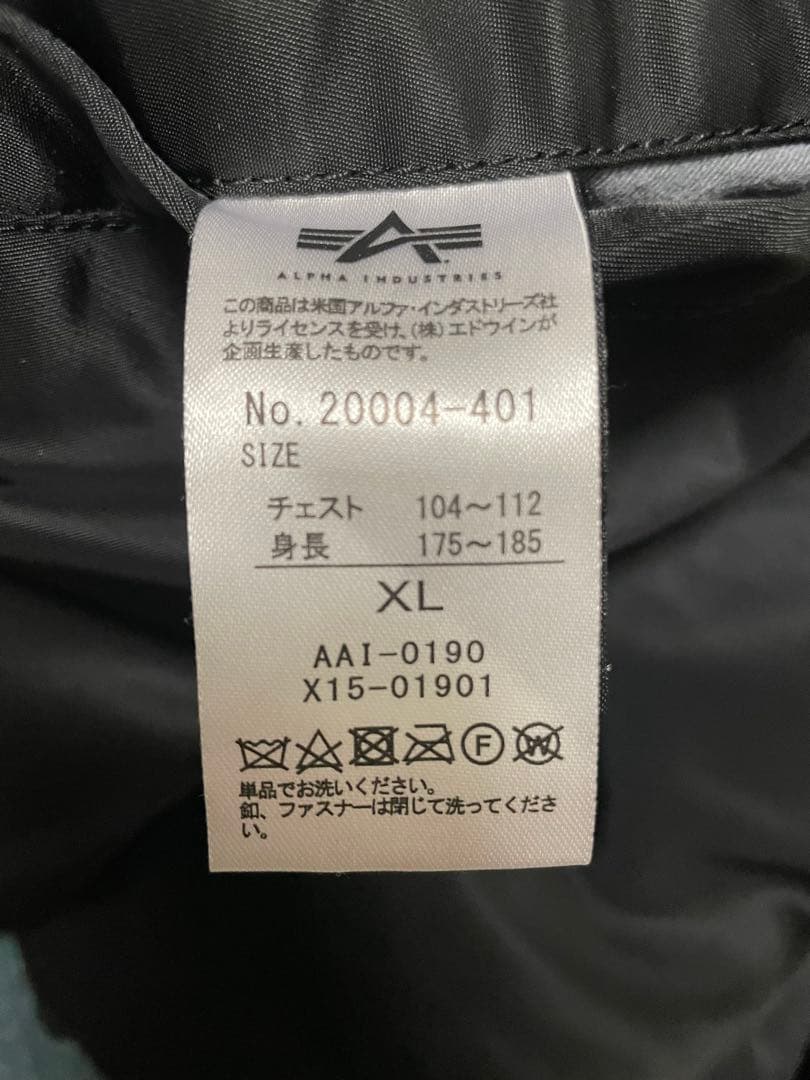 ALPHA INDUSTRIES
この商品は米国アルファ・インダストリーズ社
よりライセンスを受け、(株)エドウインが
企画生産したものです。
No. 20004-401
SIZE
チェスト 104〜112
身長 175〜185
XL
AAI-0190
X15-01901
F W
単品でお洗いください。
釦、ファスナーは閉じて洗ってくださ
い。